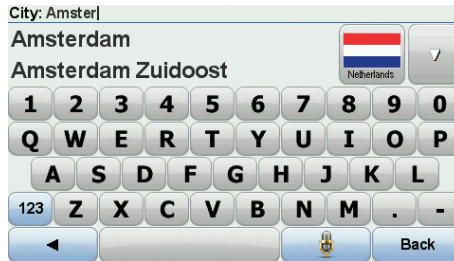 City: Amster
Amsterdam
Amsterdam Zuidoost
Netherlands
1 2 3 4 5 6 7 8 9 0
Q W E R T Y U I O P
A S D F G H J K L
123 Z X C V B N M . -
Back